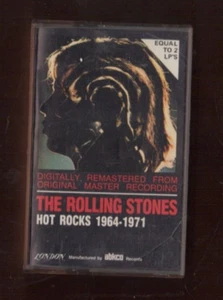 EQUAL
TO 2
LP'S
DIGITALLY, REMASTERED FROM
ORIGINAL MASTER RECORDING
THE ROLLING STONES
HOT ROCKS 1964-1971
LONDON Manufactured by abkco Records